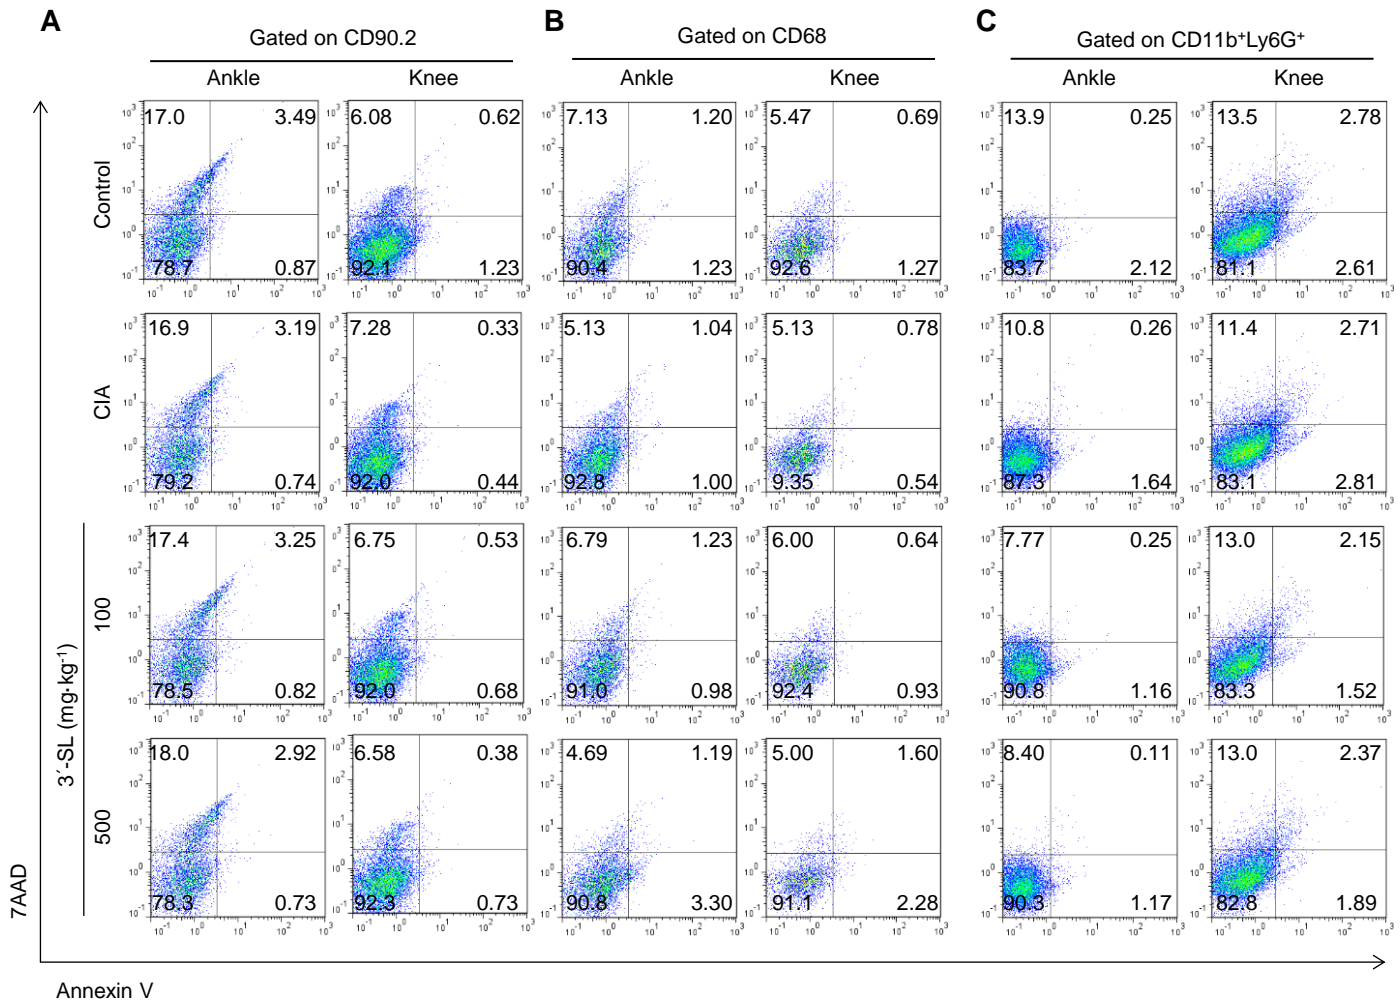 A B C
Gated on CD90.2 Gated on CD68 Gated on CD11b⁺Ly6G⁺
Ankle Knee Ankle Knee Ankle Knee
Control
17.0 3.49 6.08 0.62 7.13 1.20 5.47 0.69 13.9 0.25 13.5 2.78
78.7 0.87 92.1 1.23 90.4 1.23 92.6 1.27 83.7 2.12 81.1 2.61
CIA
16.9 3.19 7.28 0.33 5.13 1.04 5.13 0.78 10.8 0.26 11.4 2.71
79.2 0.74 92.0 0.44 92.8 1.00 9.35 0.54 87.3 1.64 83.1 2.81
3´-SL (mg·kg⁻¹)
100
17.4 3.25 6.75 0.53 6.79 1.23 6.00 0.64 7.77 0.25 13.0 2.15
78.5 0.82 92.0 0.68 91.0 0.98 92.4 0.93 90.8 1.16 83.3 1.52
500
18.0 2.92 6.58 0.38 4.69 1.19 5.00 1.60 8.40 0.11 13.0 2.37
78.3 0.73 92.3 0.73 90.8 3.30 91.1 2.28 90.3 1.17 82.8 1.89
7AAD
Annexin V